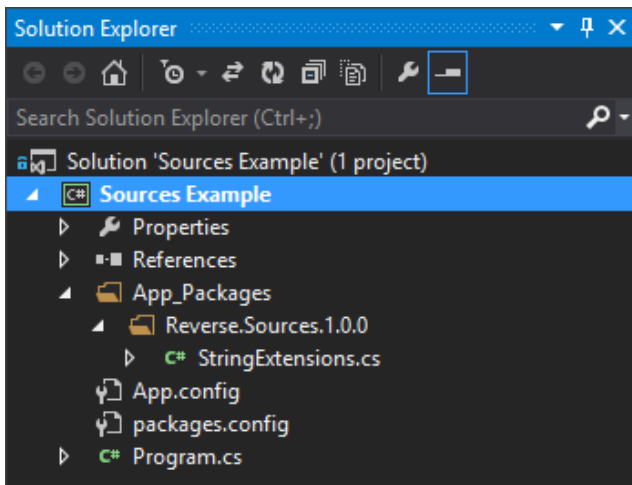 Solution Explorer
Search Solution Explorer (Ctrl+;)
Solution 'Sources Example' (1 project)
C# Sources Example
Properties
References
App_Packages
Reverse.Sources.1.0.0
C# StringExtensions.cs
App.config
packages.config
C# Program.cs